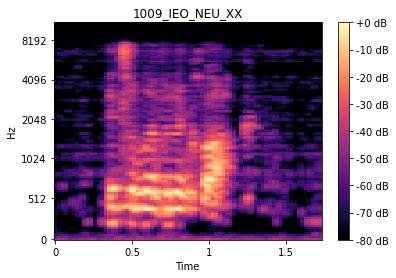 1009_IEO_NEU_XX
Hz
8192
4096
2048
1024
512
0
0
0.5
1
1.5
Time
+0 dB
-10 dB
-20 dB
-30 dB
-40 dB
-50 dB
-60 dB
-70 dB
-80 dB